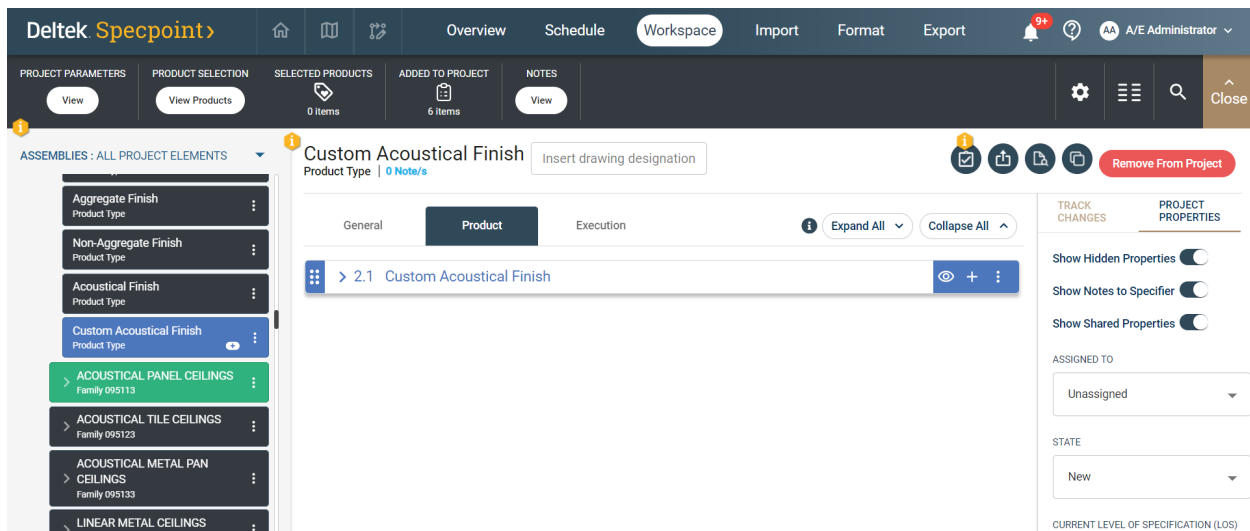 Deltek Specpoint
Overview Schedule Workspace Import Format Export 9+ AA A/E Administrator
PROJECT PARAMETERS PRODUCT SELECTION SELECTED PRODUCTS ADDED TO PROJECT NOTES
View View Products 0 items 6 items View Close
ASSEMBLIES : ALL PROJECT ELEMENTS
Aggregate Finish
Product Type
Non-Aggregate Finish
Product Type
Acoustical Finish
Product Type
Custom Acoustical Finish
Product Type
ACOUSTICAL PANEL CEILINGS
Family 095113
ACOUSTICAL TILE CEILINGS
Family 095123
ACOUSTICAL METAL PAN
CEILINGS
Family 095133
LINEAR METAL CEILINGS
Custom Acoustical Finish Insert drawing designation
Product Type | 0 Note/s
Remove From Project
General Product Execution Expand All Collapse All
2.1 Custom Acoustical Finish
TRACK
CHANGES
PROJECT
PROPERTIES
Show Hidden Properties
Show Notes to Specifier
Show Shared Properties
ASSIGNED TO
Unassigned
STATE
New
CURRENT LEVEL OF SPECIFICATION (LOS)